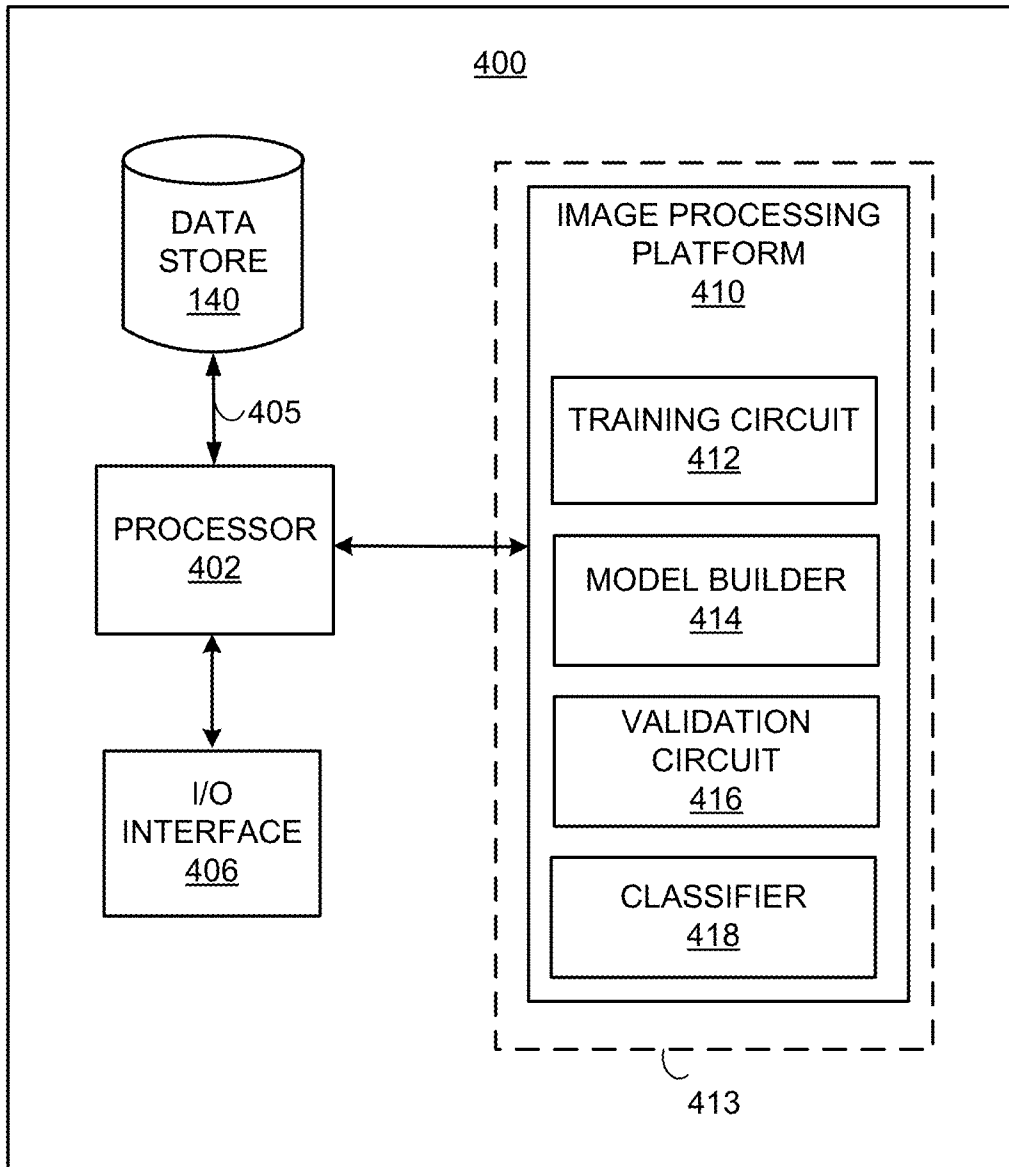 400
DATA
STORE
140
405
PROCESSOR
402
I/O
INTERFACE
406
IMAGE PROCESSING
PLATFORM
410
TRAINING CIRCUIT
412
MODEL BUILDER
414
VALIDATION
CIRCUIT
416
CLASSIFIER
418
413